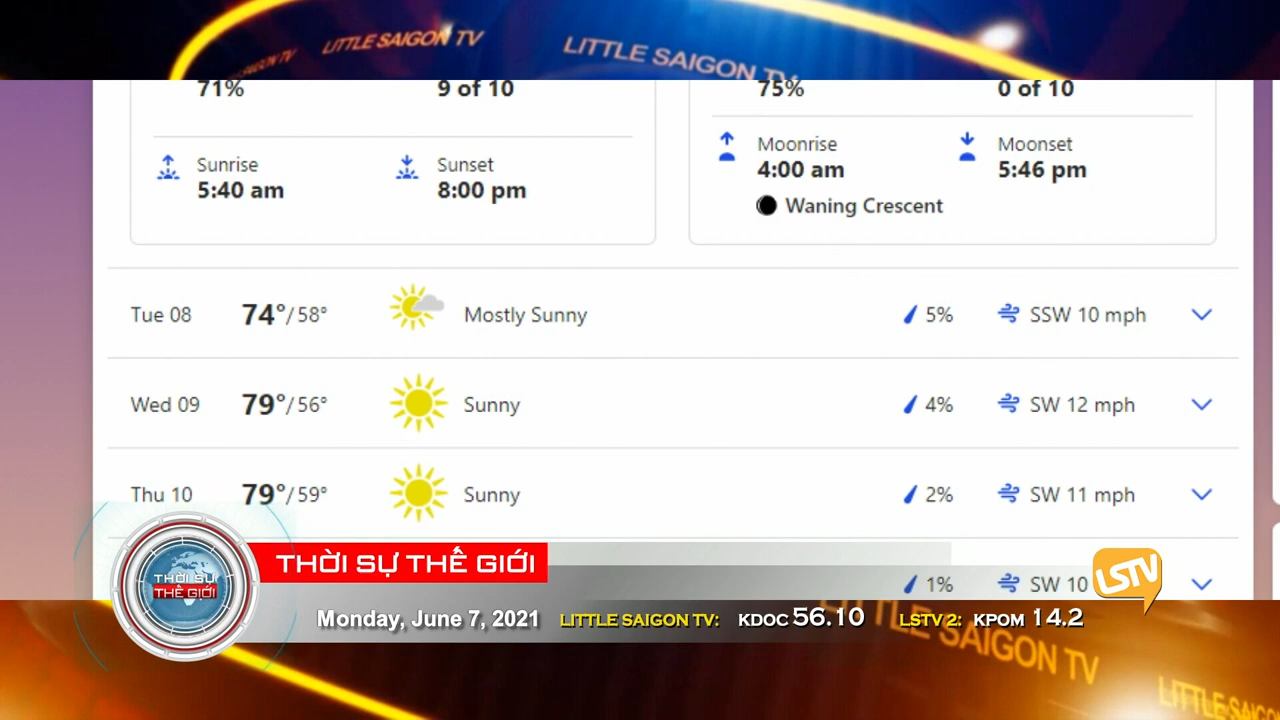 LITTLE SAIGON TV
LITTLE SAIGON TV
71%
9 of 10
75%
0 of 10
Sunrise
5:40 am
Sunset
8:00 pm
Moonrise
4:00 am
Moonset
5:46 pm
Waning Crescent
Tue 08 74°/58° Mostly Sunny 5% SSW 10 mph
Wed 09 79°/56° Sunny 4% SW 12 mph
Thu 10 79°/59° Sunny 2% SW 11 mph
1% SW 10
THỜI SỰ THẾ GIỚI
THỜI SỰ
THẾ GIỚI
LSTV
Monday, June 7, 2021 LITTLE SAIGON TV: KDOC 56.10 LSTV 2: KPOM 14.2
LITTLE SAIGON TV